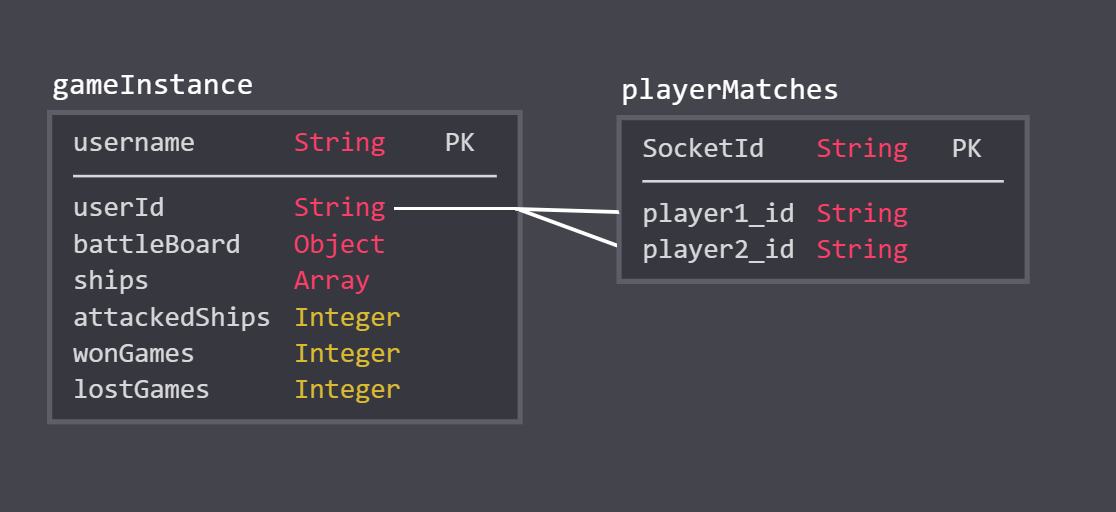 gameInstance
username String PK
userId String
battleBoard Object
ships Array
attackedShips Integer
wonGames Integer
lostGames Integer
playerMatches
SocketId String PK
player1_id String
player2_id String